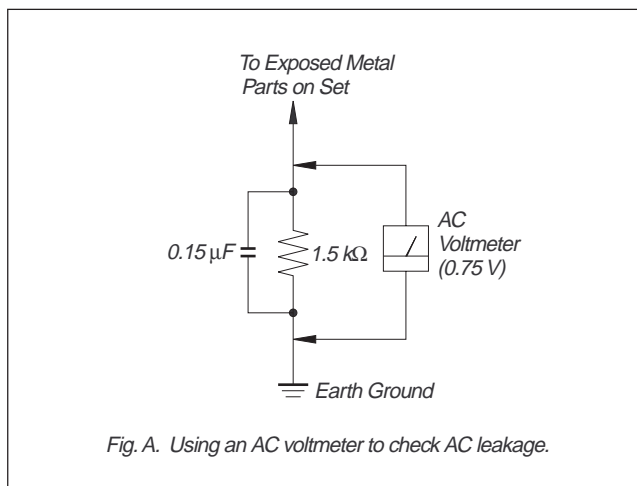 To Exposed Metal
Parts on Set
0.15 μF
1.5 kΩ
AC
Voltmeter
(0.75 V)
Earth Ground
Fig. A. Using an AC voltmeter to check AC leakage.